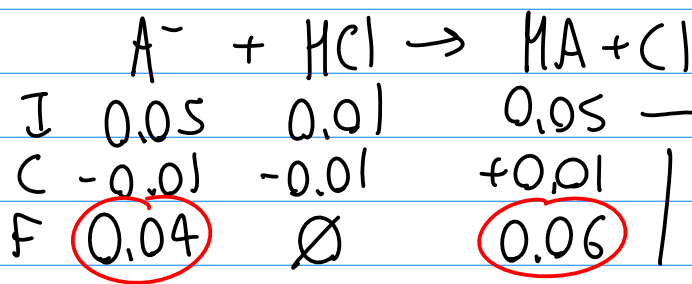 A⁻ + HCl → HA + Cl
I 0.05 0.01 0.05 —
C -0.01 -0.01 +0.01
F 0.04 Ø 0.06